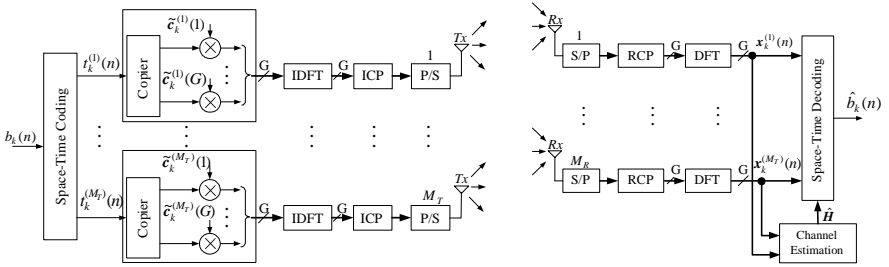 b_k(n)
Space-Time Coding
t_k^{(1)}(n)
Copier
c̃_k^{(1)}(1)
c̃_k^{(1)}(G)
G
IDFT
G
ICP
1
P/S
Tx
t_k^{(M_T)}(n)
Copier
c̃_k^{(M_T)}(1)
c̃_k^{(M_T)}(G)
G
IDFT
G
ICP
M_T
P/S
Tx
Rx
1
S/P
RCP
G
DFT
G
x_k^{(1)}(n)
Rx
M_R
S/P
RCP
G
DFT
G
x_k^{(M_T)}(n)
Space-Time Decoding
b̂_k(n)
Ĥ
Channel
Estimation